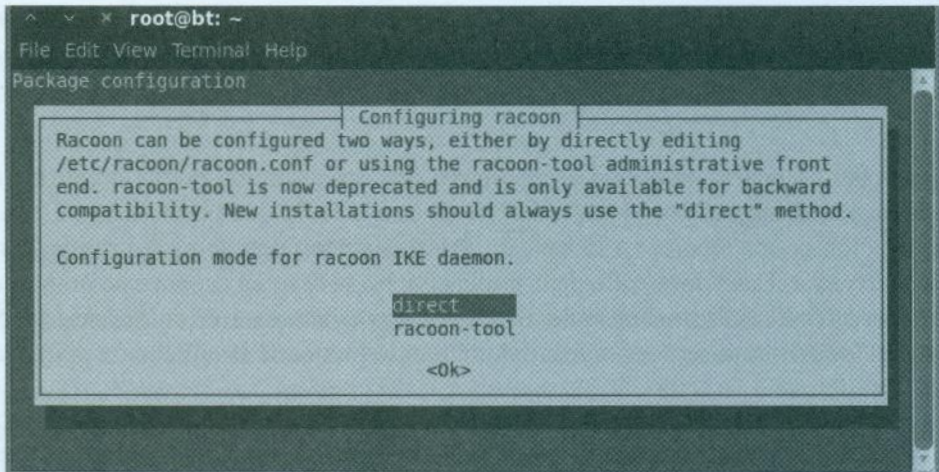 root@bt: ~
File Edit View Terminal Help
Package configuration
Configuring racoon
Racoon can be configured two ways, either by directly editing
/etc/racoon/racoon.conf or using the racoon-tool administrative front
end. racoon-tool is now deprecated and is only available for backward
compatibility. New installations should always use the "direct" method.
Configuration mode for racoon IKE daemon.
direct
racoon-tool
<Ok>